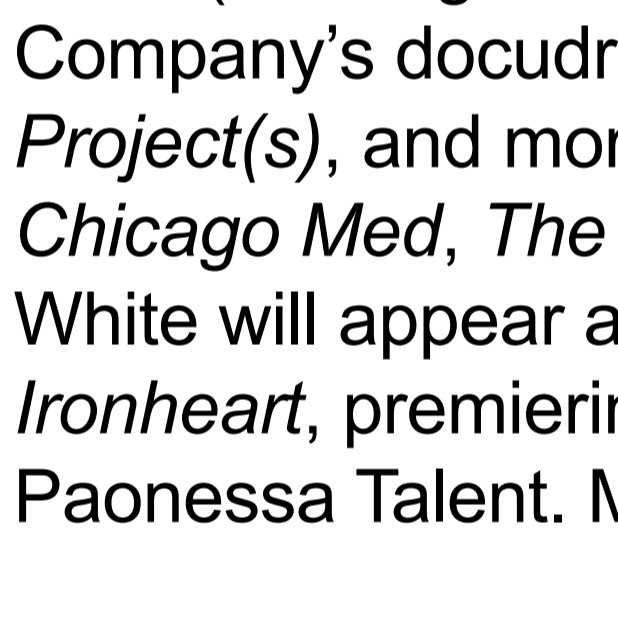 Company’s docudr
Project(s), and mor
Chicago Med, The
White will appear a
Ironheart, premierin
Paonessa Talent. M